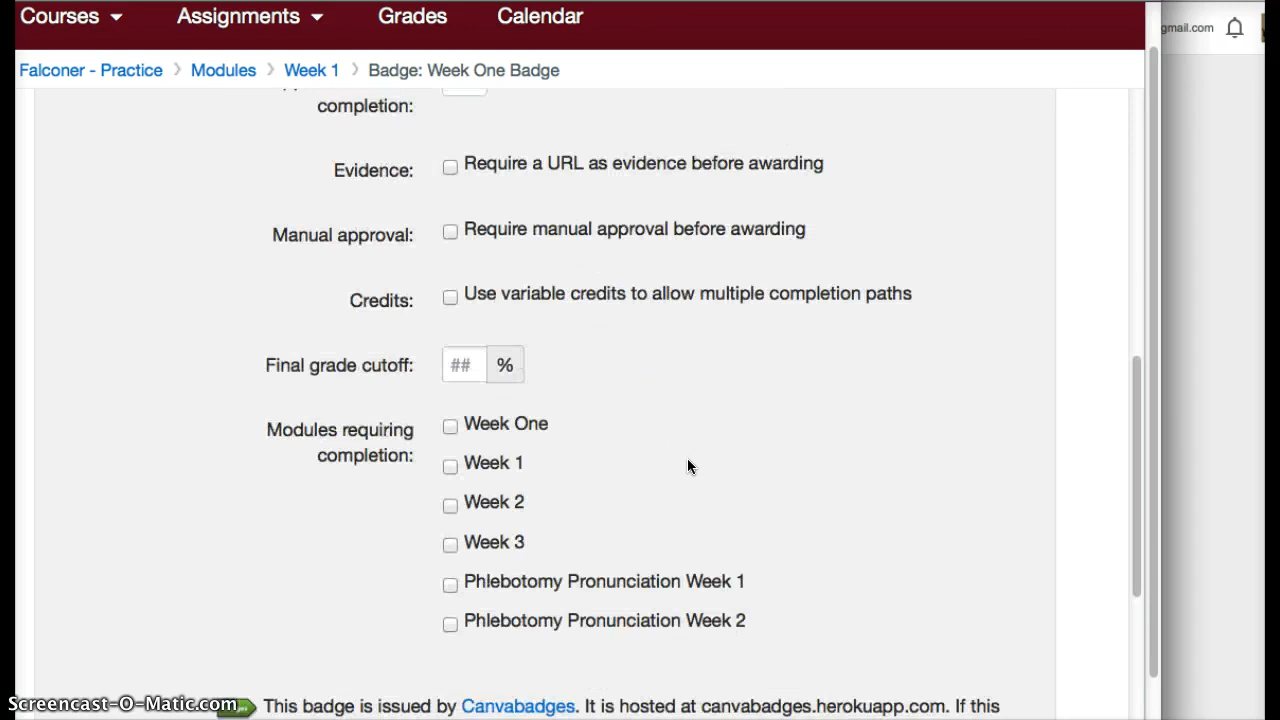 Courses Assignments Grades Calendar
gmail.com
Falloner - Practice Modules Week 1 Badge: Week One Badge
completion:
Evidence: Require a URL as evidence before awarding
Manual approval: Require manual approval before awarding
Credits: Use variable credits to allow multiple completion paths
Final grade cutoff: ## %
Modules requiring completion:
Week One
Week 1
Week 2
Week 3
Phlebotomy Pronunciation Week 1
Phlebotomy Pronunciation Week 2
This badge is issued by Canvabadges. It is hosted at canvabadges.herokuapp.com. If this
Screencast-O-Matic.com